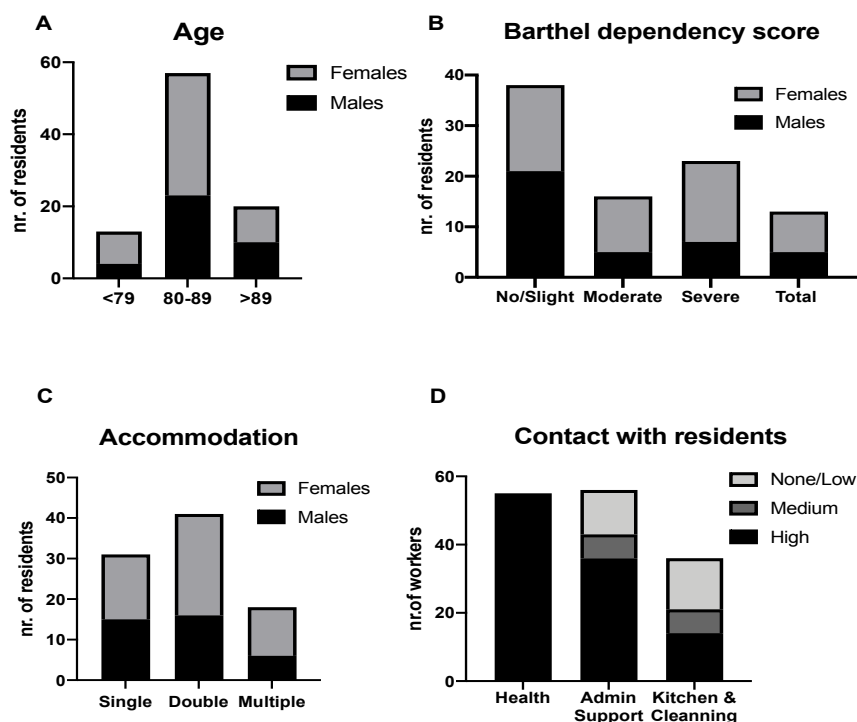 A
Age
nr. of residents
60
40
20
0
<79
80-89
>89
Females
Males
B
Barthel dependency score
nr. of residents
40
30
20
10
0
No/Slight
Moderate
Severe
Total
Females
Males
C
Accommodation
nr. of residents
50
40
30
20
10
0
Single
Double
Multiple
Females
Males
D
Contact with residents
nr.of workers
60
40
20
0
Health
Admin
Support
Kitchen &
Cleanning
None/Low
Medium
High